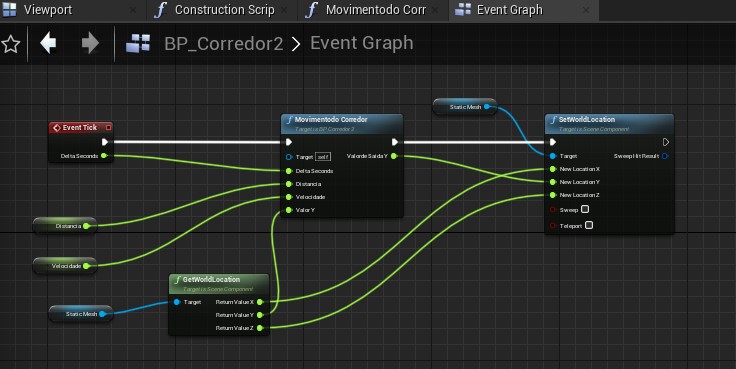 Viewport
Construction Scrip
Movimentodo Corr
Event Graph
BP_Corredor2 > Event Graph
Static Mesh
Event Tick
Delta Seconds
Movimentodo Corredor
Target is BP Corredor 2
Target self
Valorde Saida Y
Delta Seconds
Distancia
Velocidade
Valor Y
SetWorldLocation
Target is Scene Component
Target
Sweep Hit Result
New Location X
New Location Y
New Location Z
Sweep
Teleport
Distancia
Velocidade
Static Mesh
GetWorldLocation
Target is Scene Component
Target
Return Value X
Return Value Y
Return Value Z